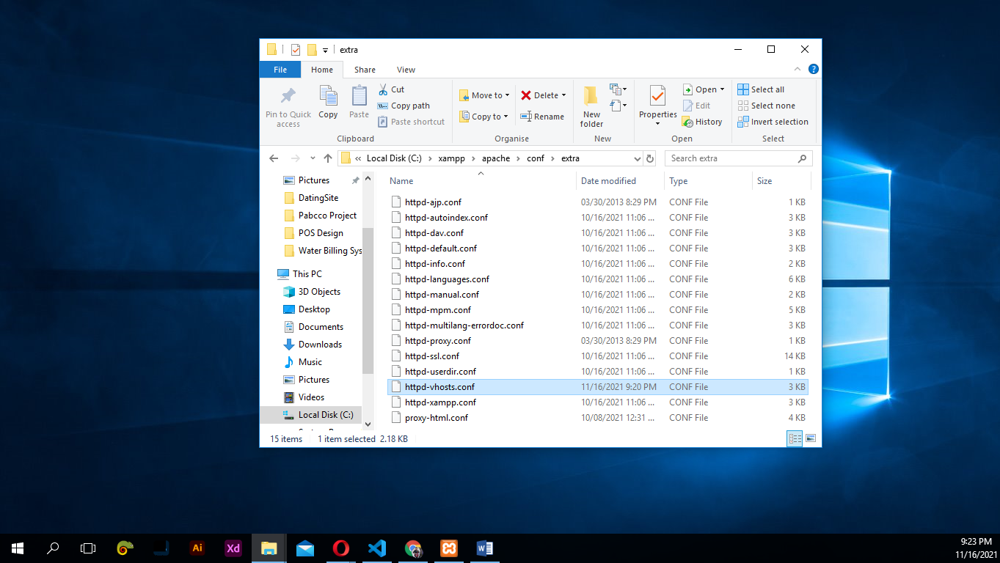 extra
File Home Share View
Pin to Quick access
Copy
Paste
Cut
Copy path
Paste shortcut
Clipboard
Move to
Copy to
Delete
Rename
Organise
New folder
New
Properties
Open
Edit
History
Open
Select all
Select none
Invert selection
Select
« Local Disk (C:) › xampp › apache › conf › extra
Search extra
Pictures
DatingSite
Pabcco Project
POS Design
Water Billing Sys
This PC
3D Objects
Desktop
Documents
Downloads
Music
Pictures
Videos
Local Disk (C:)
Name Date modified Type Size
httpd-ajp.conf 03/30/2013 8:29 PM CONF File 1 KB
httpd-autoindex.conf 10/16/2021 11:06 ... CONF File 3 KB
httpd-dav.conf 10/16/2021 11:06 ... CONF File 3 KB
httpd-default.conf 10/16/2021 11:06 ... CONF File 3 KB
httpd-info.conf 10/16/2021 11:06 ... CONF File 2 KB
httpd-languages.conf 10/16/2021 11:06 ... CONF File 6 KB
httpd-manual.conf 10/16/2021 11:06 ... CONF File 2 KB
httpd-mpm.conf 10/16/2021 11:06 ... CONF File 5 KB
httpd-multilang-errordoc.conf 10/16/2021 11:06 ... CONF File 3 KB
httpd-proxy.conf 03/30/2013 8:29 PM CONF File 1 KB
httpd-ssl.conf 10/16/2021 11:06 ... CONF File 14 KB
httpd-userdir.conf 10/16/2021 11:06 ... CONF File 1 KB
httpd-vhosts.conf 11/16/2021 9:20 PM CONF File 3 KB
httpd-xampp.conf 10/16/2021 11:06 ... CONF File 3 KB
proxy-html.conf 10/08/2021 12:31 ... CONF File 4 KB
15 items 1 item selected 2.18 KB
Ai
Xd
9:23 PM
11/16/2021